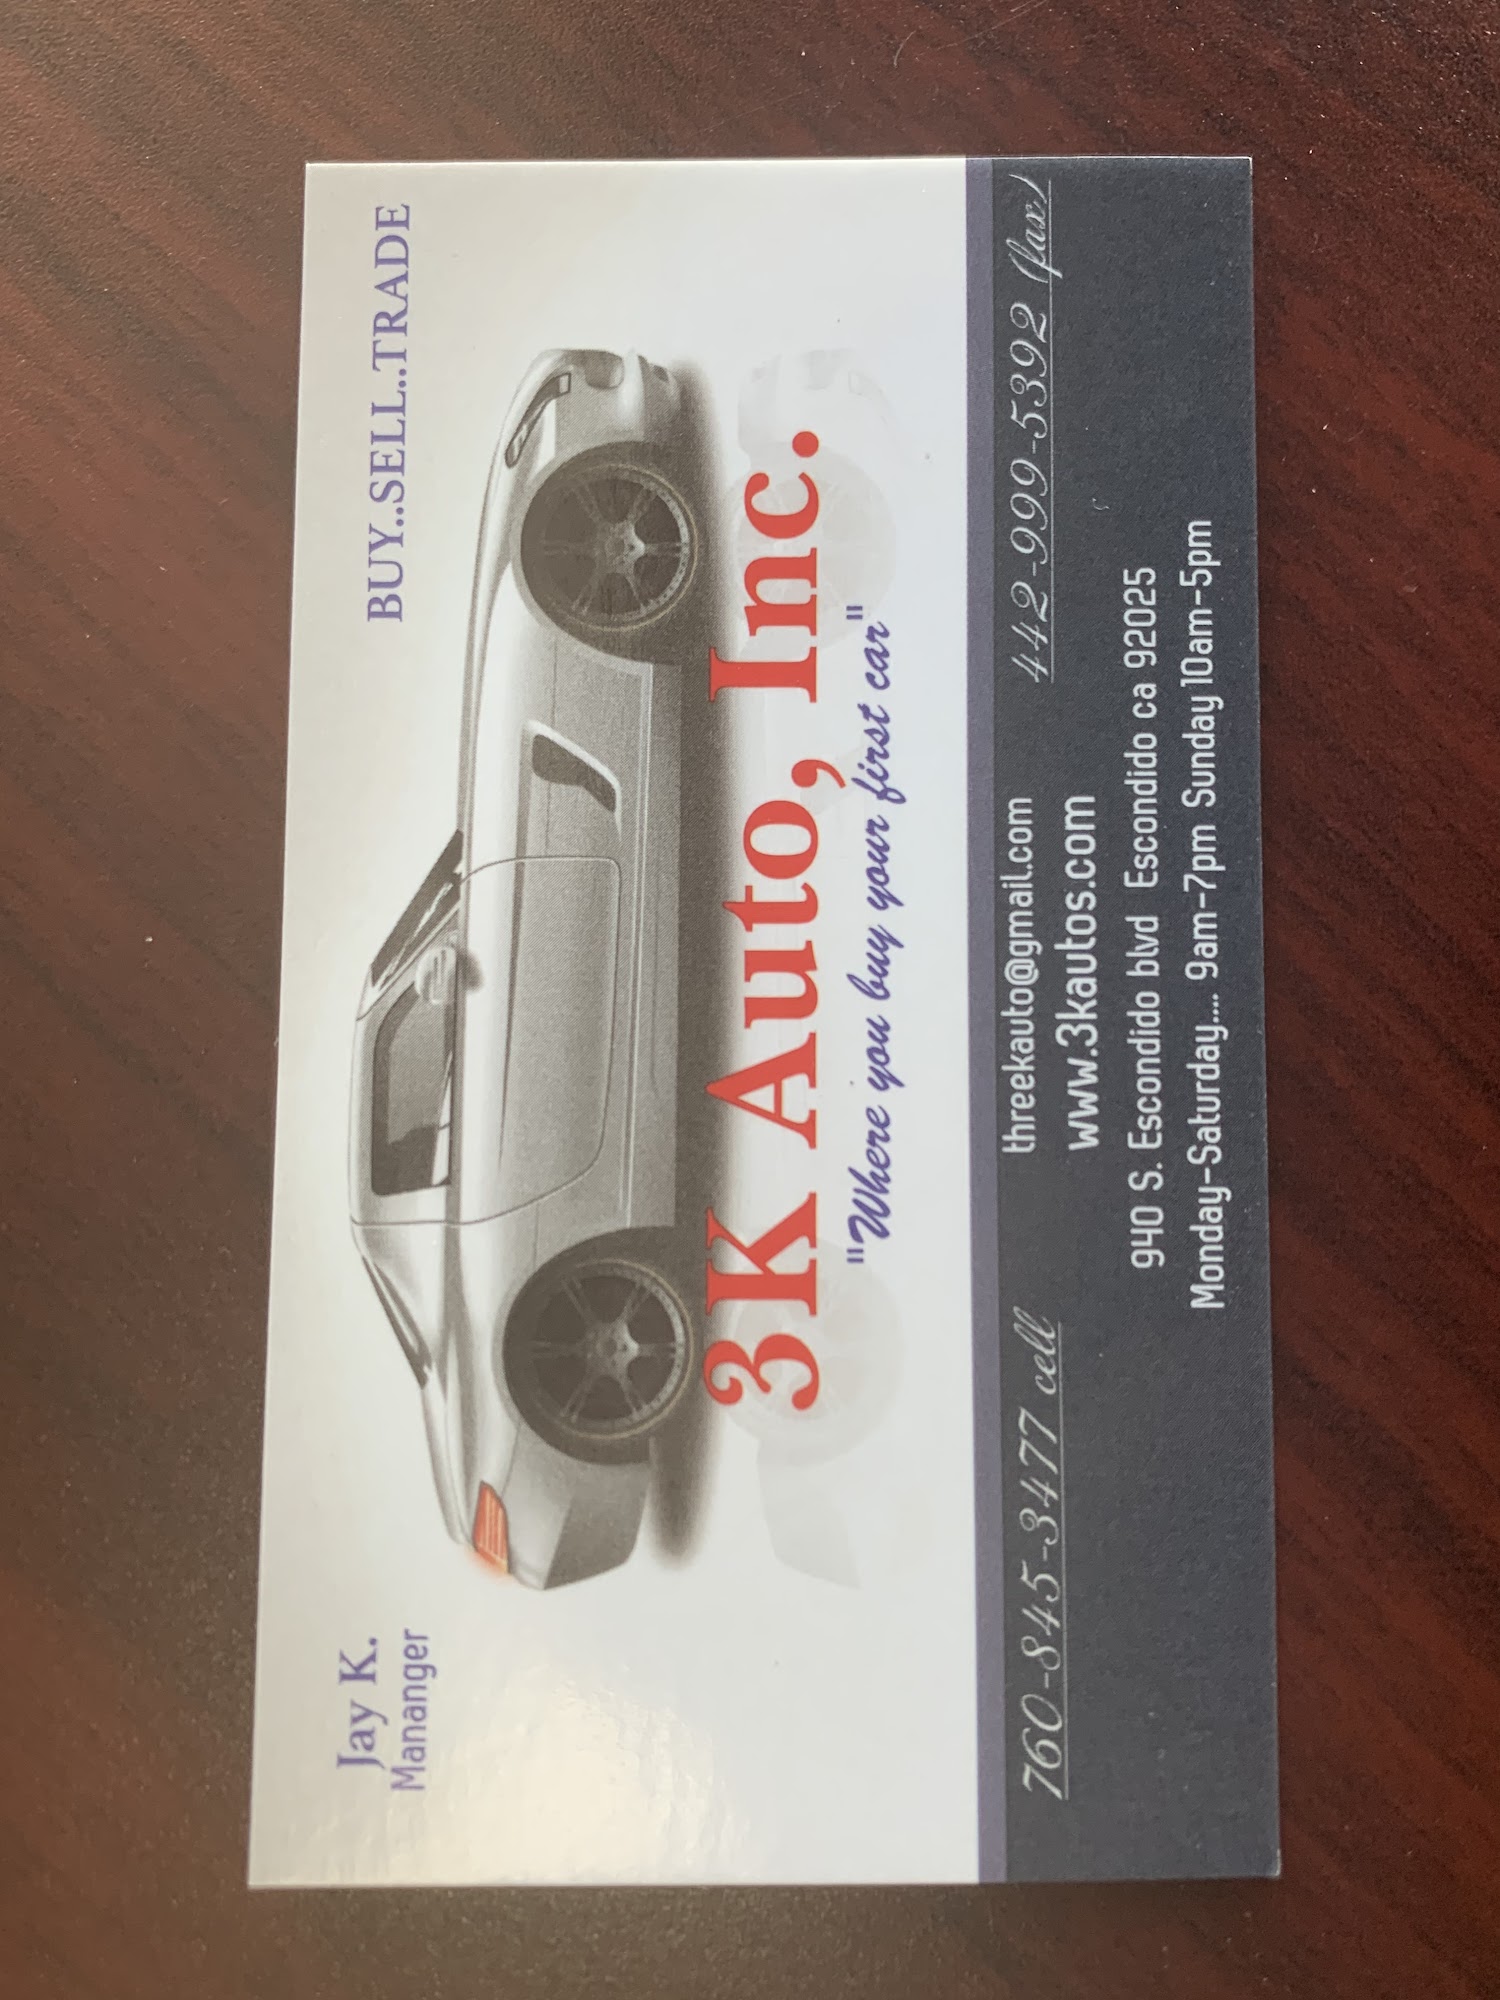 Jay K.
Mananger
BUY..SELL..TRADE
3K Auto, Inc.
"Where you buy your first car"
760-845-3477 cell
threekauto@gmail.com
442-999-5392 (fax)
www.3kautos.com
940 S. Escondido blvd Escondido ca 92025
Monday-Saturday.... 9am-7pm Sunday 10am-5pm